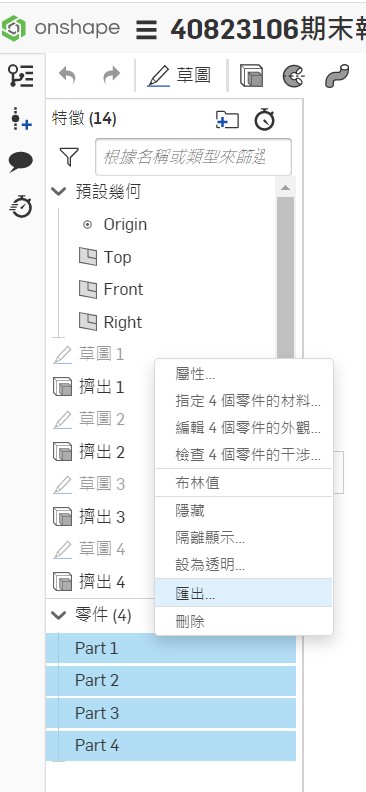 onshape 40823106期末報
草圖
特徵 (14)
根據名稱或類型來篩選
預設幾何
Origin
Top
Front
Right
草圖 1
擠出 1
草圖 2
擠出 2
草圖 3
擠出 3
草圖 4
擠出 4
屬性...
指定 4 個零件的材料...
編輯 4 個零件的外觀...
檢查 4 個零件的干涉...
布林值
隱藏
隔離顯示...
設為透明...
匯出...
刪除
零件 (4)
Part 1
Part 2
Part 3
Part 4